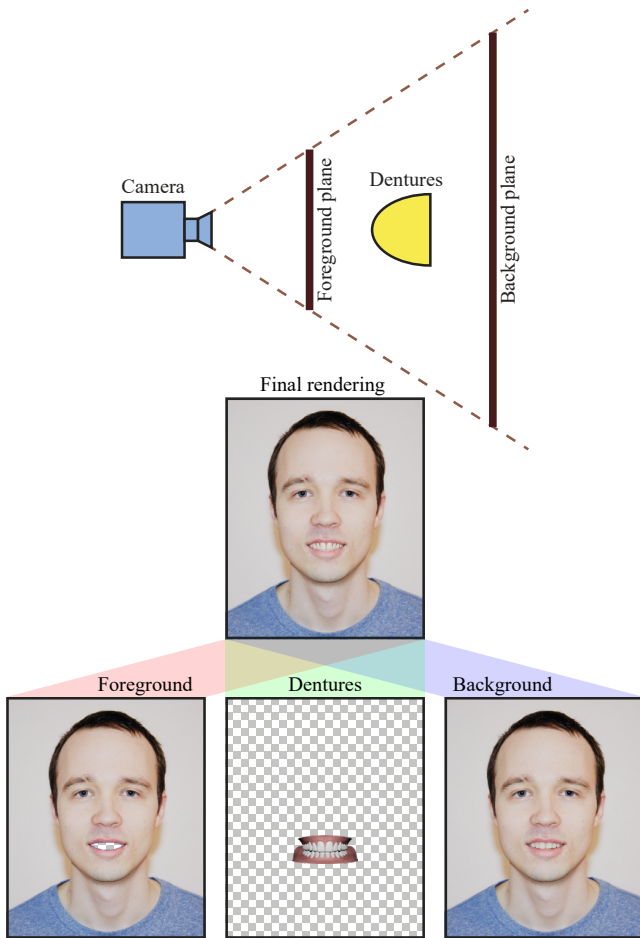 Camera
Foreground plane
Dentures
Background plane
Final rendering
Foreground
Dentures
Background